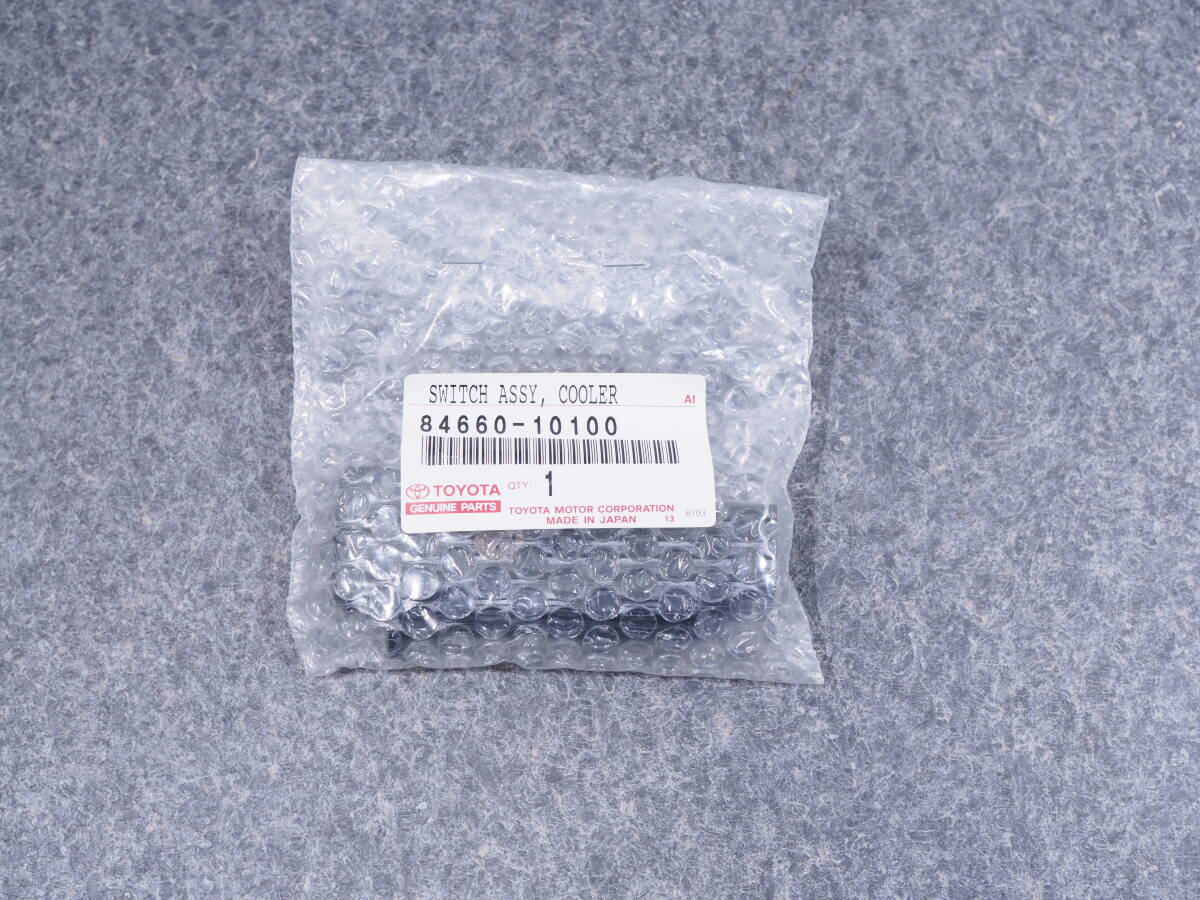 SWITCH ASSY, COOLER
AI
84660-10100
TOYOTA
GENUINE PARTS
QTY: 1
TOYOTA MOTOR CORPORATION
MADE IN JAPAN 13 8103